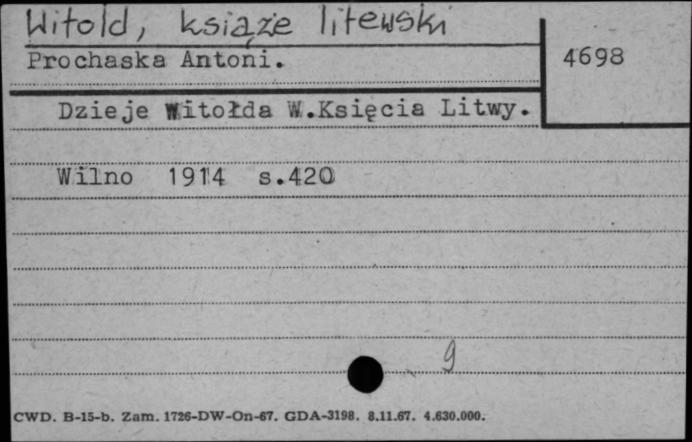 Witold, książe litewski
Prochaska Antoni.
4698
Dzieje Witołda W.Księcia Litwy.
Wilno 1914 s.420
9
CWD. B-15-b. Zam. 1726-DW-On-67. GDA-3198. 8.11.67. 4.630.000.